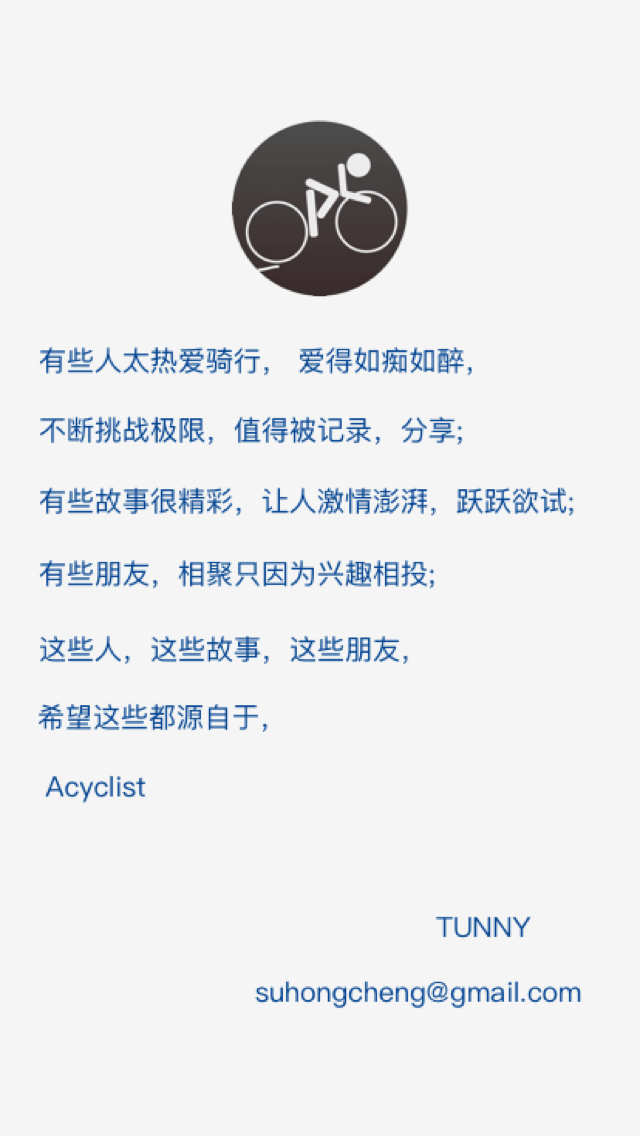 有些人太热爱骑行， 爱得如痴如醉，
不断挑战极限，值得被记录，分享;
有些故事很精彩，让人激情澎湃，跃跃欲试;
有些朋友，相聚只因为兴趣相投;
这些人，这些故事，这些朋友，
希望这些都源自于，
Acyclist
TUNNY
suhongcheng@gmail.com